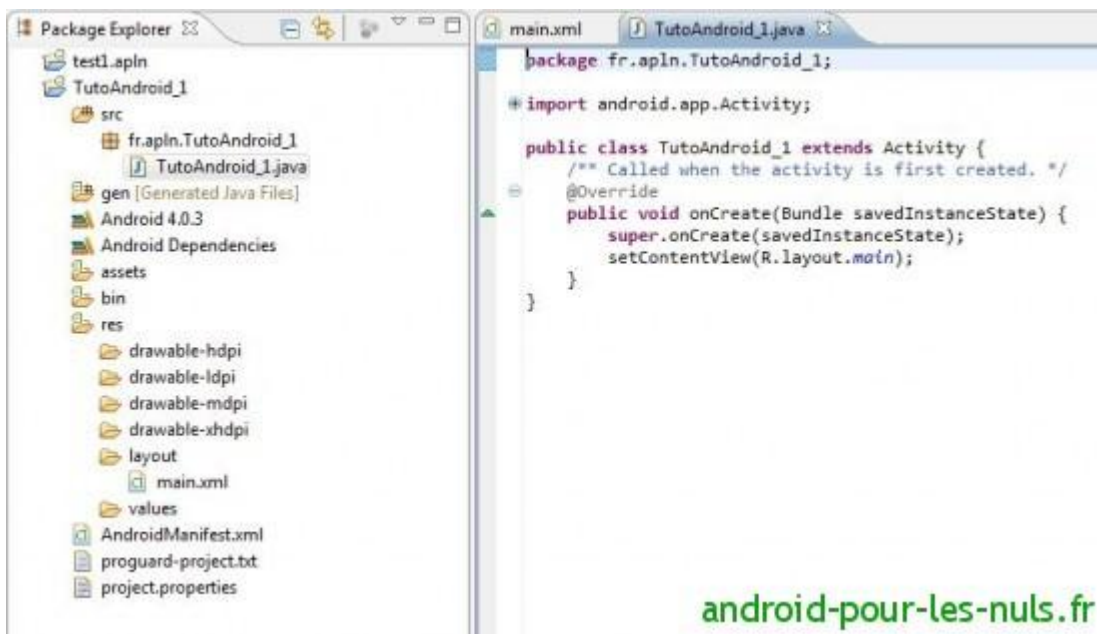 Package Explorer
test1.apln
TutoAndroid_1
src
fr.apln.TutoAndroid_1
TutoAndroid_1.java
gen [Generated Java Files]
Android 4.0.3
Android Dependencies
assets
bin
res
drawable-hdpi
drawable-ldpi
drawable-mdpi
drawable-xhdpi
layout
main.xml
values
AndroidManifest.xml
proguard-project.txt
project.properties
main.xml
TutoAndroid_1.java
package fr.apln.TutoAndroid_1;
import android.app.Activity;
public class TutoAndroid_1 extends Activity {
/** Called when the activity is first created. */
@Override
public void onCreate(Bundle savedInstanceState) {
super.onCreate(savedInstanceState);
setContentView(R.layout.main);
}
}
android-pour-les-nuls.fr